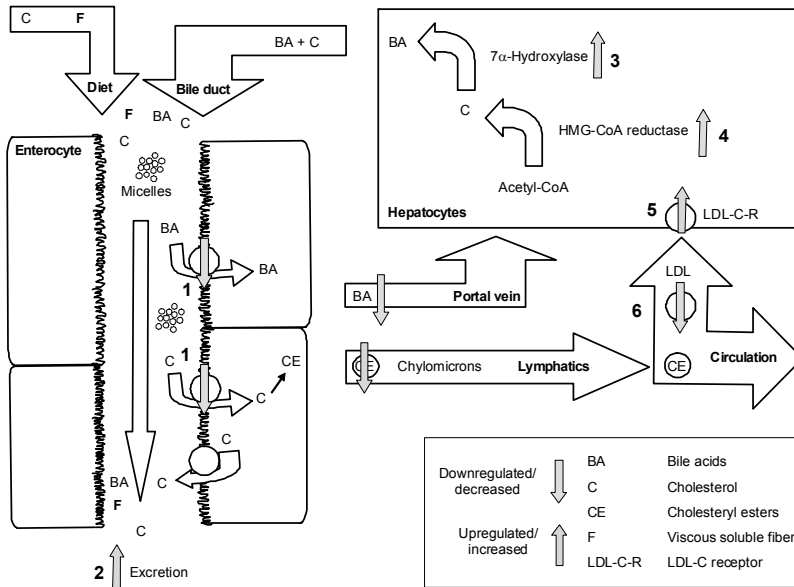 C F
BA + C
Diet
Bile duct
F BA C
C
Enterocyte
Micelles
BA
BA
1
1
C
CE
C
C
C
BA
F
C
2 Excretion
BA
7α-Hydroxylase 3
C
HMG-CoA reductase 4
Acetyl-CoA
Hepatocytes
5 LDL-C-R
BA
Portal vein
LDL
6
CE Chylomicrons Lymphatics
CE
Circulation
Downregulated/
decreased
Upregulated/
increased
BA Bile acids
C Cholesterol
CE Cholesteryl esters
F Viscous soluble fiber
LDL-C-R LDL-C receptor